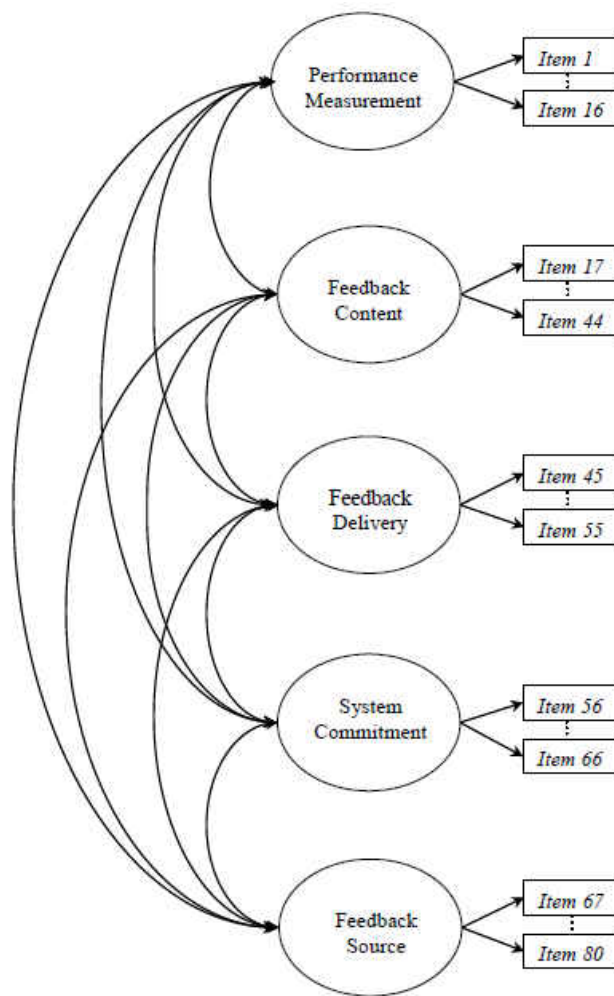 Performance
Measurement
Item 1
Item 16
Feedback
Content
Item 17
Item 44
Feedback
Delivery
Item 45
Item 55
System
Commitment
Item 56
Item 66
Feedback
Source
Item 67
Item 80